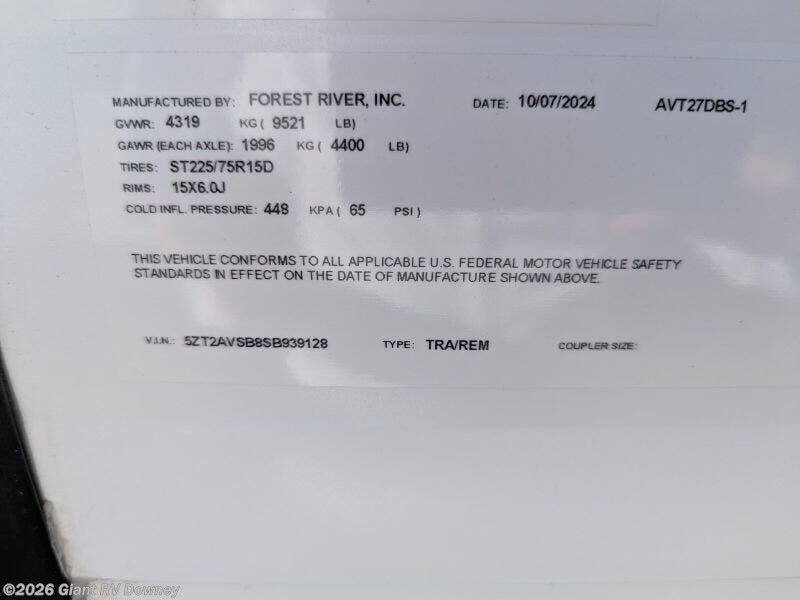 MANUFACTURED BY: FOREST RIVER, INC. DATE: 10/07/2024 AVT27DBS-1
GVWR: 4319 KG ( 9521 LB)
GAWR (EACH AXLE): 1996 KG ( 4400 LB)
TIRES: ST225/75R15D
RIMS: 15X6.0J
COLD INFL. PRESSURE: 448 KPA ( 65 PSI )
THIS VEHICLE CONFORMS TO ALL APPLICABLE U.S. FEDERAL MOTOR VEHICLE SAFETY
STANDARDS IN EFFECT ON THE DATE OF MANUFACTURE SHOWN ABOVE.
V.I.N.: 5ZT2AVSB8SB939128 TYPE: TRA/REM COUPLER SIZE:
©2026 Giant RV Downey